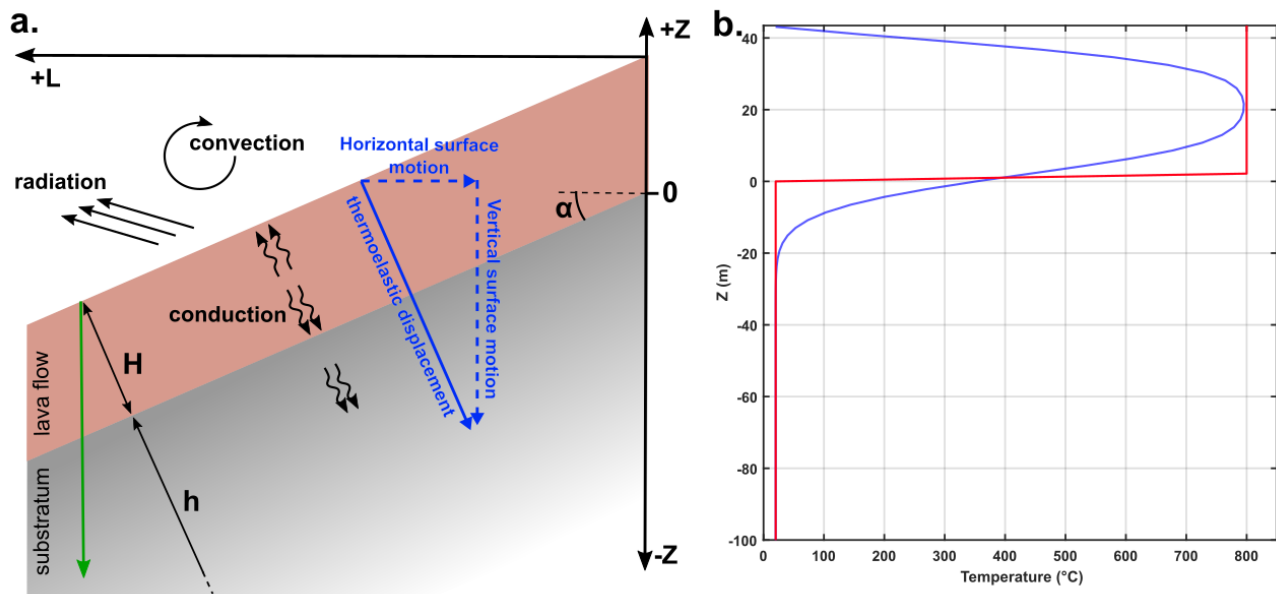 a.
+Z
+L
convection
radiation
Horizontal surface
motion
0
α
thermoelastic displacement
Vertical surface motion
conduction
H
h
lava flow
substratum
-Z
b.
40
20
0
-20
-40
-60
-80
-100
Z (m)
0 100 200 300 400 500 600 700 800
Temperature (°C)